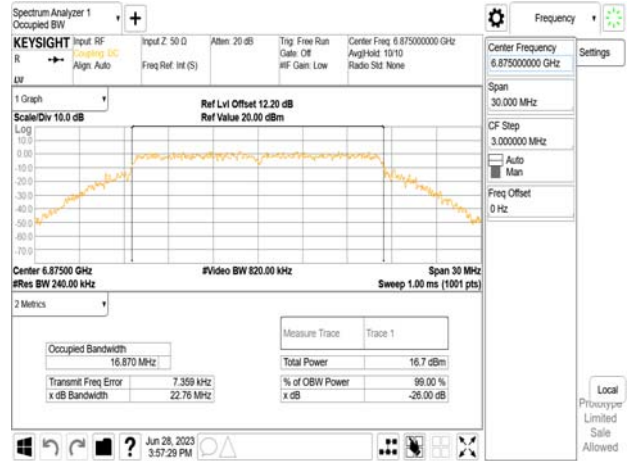 Spectrum Analyzer 1
Occupied BW
Frequency
KEYSIGHT
Input: RF
Coupling: DC
Align: Auto
Input Z: 50 Ω
Freq Ref: Int (S)
Atten: 20 dB
Trig: Free Run
Gate: Off
#IF Gain: Low
Center Freq: 6.875000000 GHz
Avg|Hold: 10/10
Radio Std: None
R
LXI
Center Frequency
6.875000000 GHz
Settings
Span
30.000 MHz
CF Step
3.000000 MHz
Auto
Man
Freq Offset
0 Hz
1 Graph
Scale/Div 10.0 dB
Ref Lvl Offset 12.20 dB
Ref Value 20.00 dBm
Log
10.0
0.00
-10.0
-20.0
-30.0
-40.0
-50.0
-60.0
-70.0
Center 6.87500 GHz
#Video BW 820.00 kHz
Span 30 MHz
#Res BW 240.00 kHz
Sweep 1.00 ms (1001 pts)
2 Metrics
Measure Trace
Trace 1
Occupied Bandwidth
16.870 MHz
Total Power
16.7 dBm
Transmit Freq Error
7.359 kHz
% of OBW Power
99.00 %
x dB Bandwidth
22.76 MHz
x dB
-26.00 dB
Local
Prototype
Limited
Sale
Allowed
?
Jun 28, 2023
3:57:29 PM